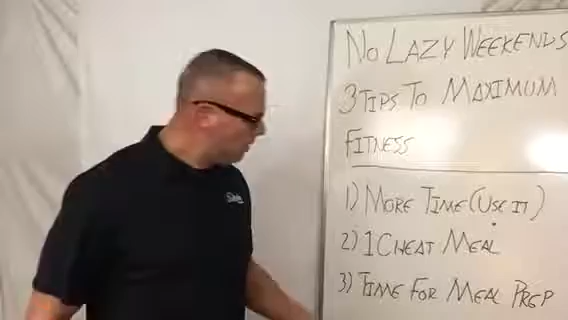 No Lazy Weekends
3 Tips To Maximum
Fitness
1) More Time (Use it)
2) 1 Cheat Meal
3) Time For Meal Prep